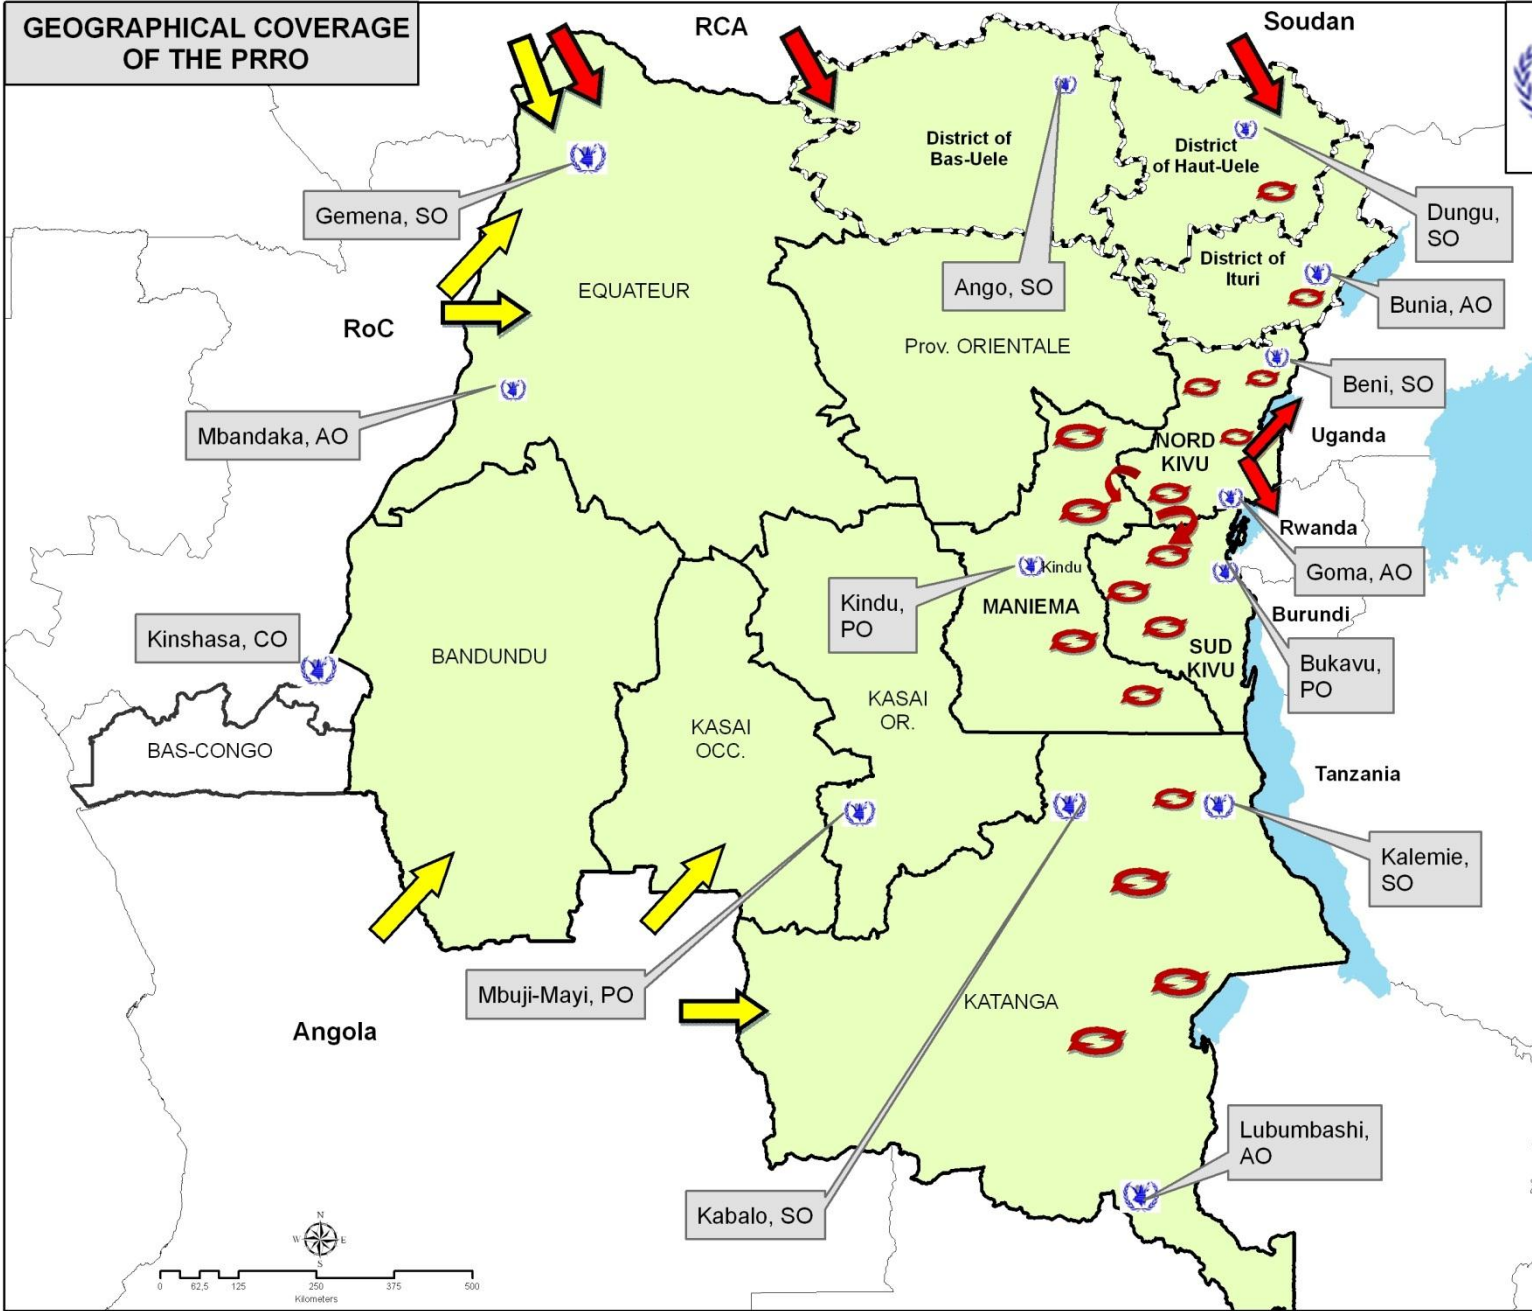 GEOGRAPHICAL COVERAGE
OF THE PRRO
RCA
Soudan
District of
Bas-Uele
District
of Haut-Uele
Gemena, SO
Dungu,
SO
District of
Ituri
Ango, SO
EQUATEUR
Bunia, AO
RoC
Prov. ORIENTALE
Beni, SO
Mbandaka, AO
NORD
KIVU
Uganda
Rwanda
Kindu
Goma, AO
Kindu,
PO
MANIEMA
Burundi
Kinshasa, CO
BANDUNDU
SUD
KIVU
Bukavu,
PO
KASAI
OR.
KASAI
OCC.
BAS-CONGO
Tanzania
Kalemie,
SO
Mbuji-Mayi, PO
KATANGA
Angola
Lubumbashi,
AO
Kabalo, SO
N
W E
S
0 62,5 125 250 375 500
Kilometers